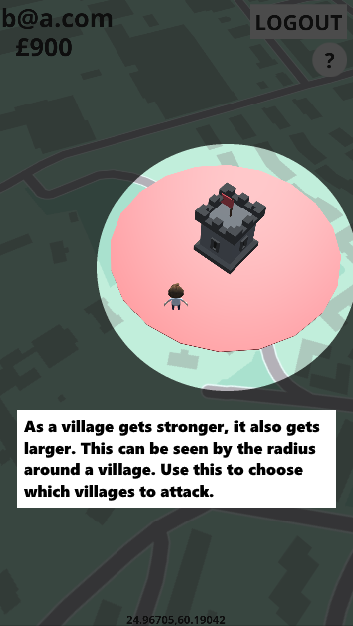 b@a.com
LOGOUT
£900
?
As a village gets stronger, it also gets
larger. This can be seen by the radius
around a village. Use this to choose
which villages to attack.
24.96705,60.19042